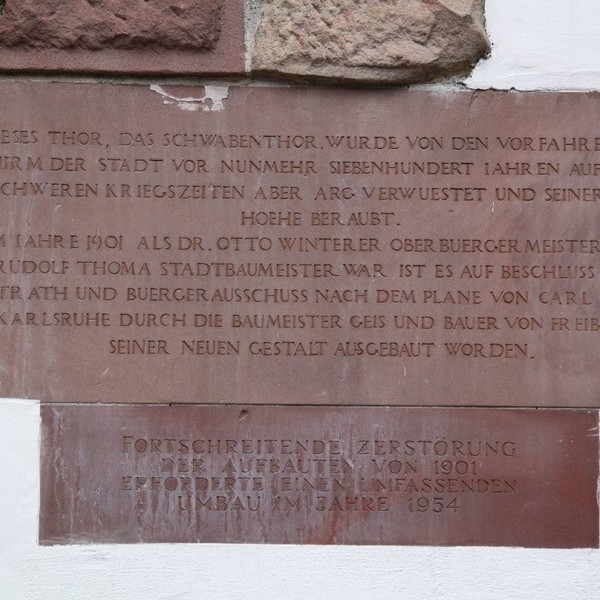 ESES THOR, DAS SCHWABENTHOR, WURDE VON DEN VORFAHRE
URM DER STADT VOR NUNMEHR SIEBENHUNDERT IAHREN AUF
CHWEREN KRIEGSZEITEN ABER ARG VERWUESTET UND SEINER
HOEHE BERAUBT.
M IAHRE 1901 ALS DR. OTTO WINTERER OBERBUERGERMEISTER
RUDOLF THOMA STADTBAUMEISTER WAR IST ES AUF BESCHLUSS
TRATH UND BUERGERAUSSCHUSS NACH DEM PLANE VON CARL
KARLSRUHE DURCH DIE BAUMEISTER GEIS UND BAUER VON FREIB
SEINER NEUEN GESTALT AUSGEBAUT WORDEN.
FORTSCHREITENDE ZERSTÖRUNG
DER AUFBAUTEN VON 1901
ERFORDERTE EINEN UMFASSENDEN
UMBAU IM JAHRE 1954